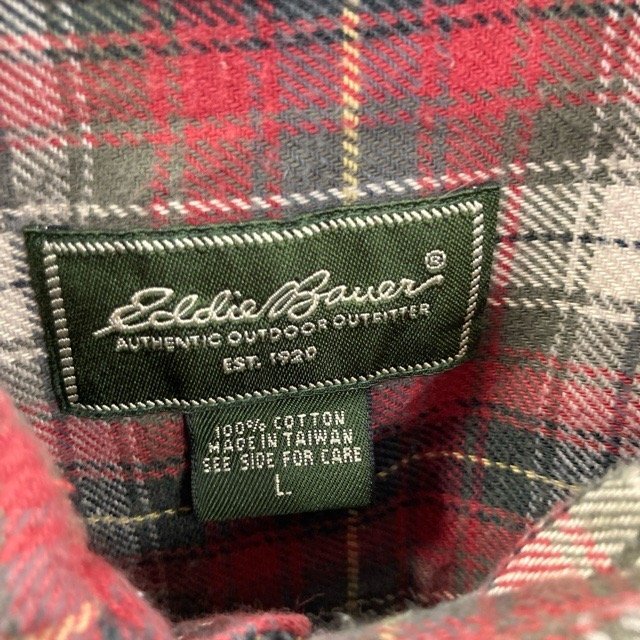 Eddie Bauer®
AUTHENTIC OUTDOOR OUTFITTER
EST. 1920
100% COTTON
MADE IN TAIWAN
SEE SIDE FOR CARE
L